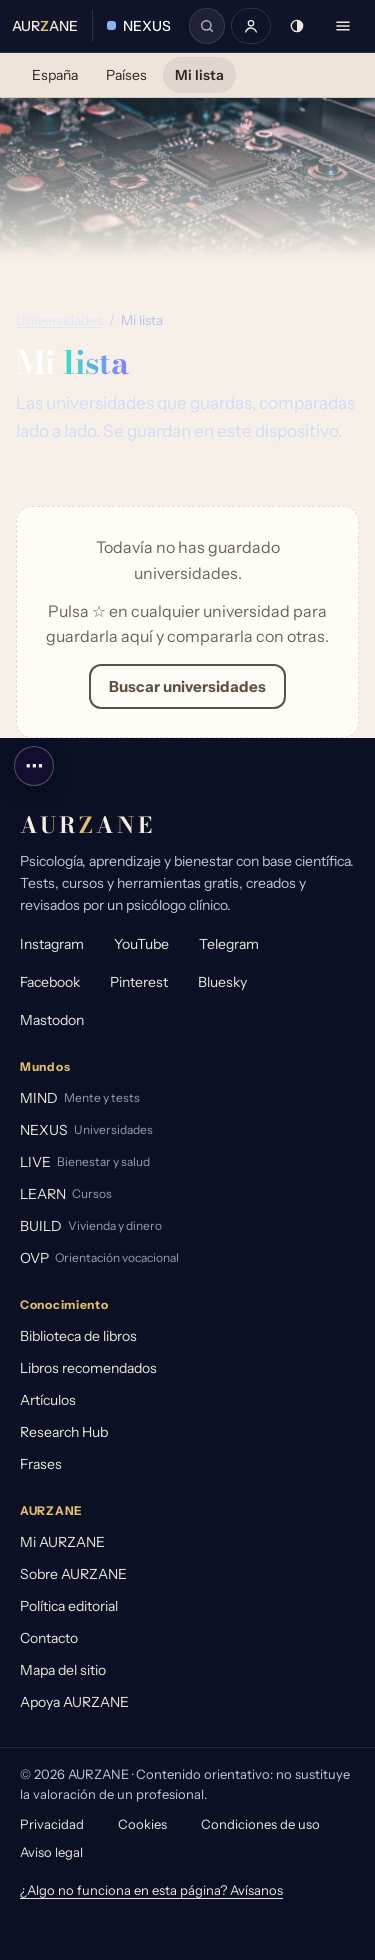 AURZANE NEXUS
España Países Mi lista
Universidades / Mi lista
Mi lista
Las universidades que guardas, comparadas
lado a lado. Se guardan en este dispositivo.
Todavía no has guardado
universidades.
Pulsa ☆ en cualquier universidad para
guardarla aquí y compararla con otras.
Buscar universidades
AURZANE
Psicología, aprendizaje y bienestar con base científica.
Tests, cursos y herramientas gratis, creados y
revisados por un psicólogo clínico.
Instagram YouTube Telegram
Facebook Pinterest Bluesky
Mastodon
Mundos
MIND Mente y tests
NEXUS Universidades
LIVE Bienestar y salud
LEARN Cursos
BUILD Vivienda y dinero
OVP Orientación vocacional
Conocimiento
Biblioteca de libros
Libros recomendados
Artículos
Research Hub
Frases
AURZANE
Mi AURZANE
Sobre AURZANE
Política editorial
Contacto
Mapa del sitio
Apoya AURZANE
© 2026 AURZANE · Contenido orientativo: no sustituye
la valoración de un profesional.
Privacidad Cookies Condiciones de uso
Aviso legal
¿Algo no funciona en esta página? Avísanos